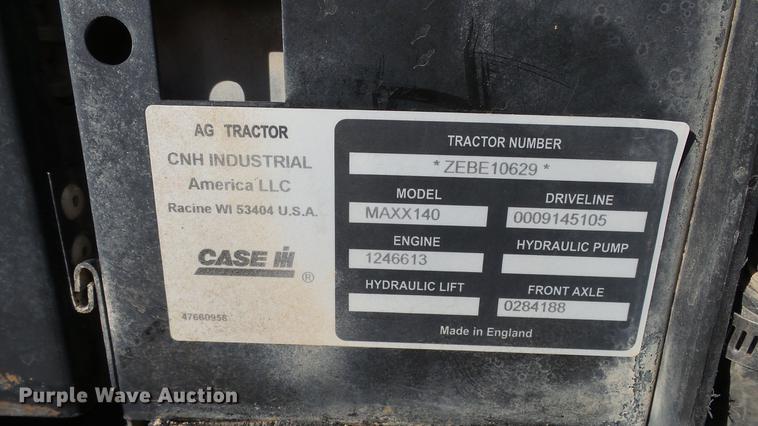 AG TRACTOR
CNH INDUSTRIAL
America LLC
Racine WI 53404 U.S.A.
CASE IH ®
47660958
TRACTOR NUMBER
*ZEBE10629*
MODEL
MAXX140
DRIVELINE
0009145105
ENGINE
1246613
HYDRAULIC PUMP
HYDRAULIC LIFT
FRONT AXLE
0284188
Made in England
Purple Wave Auction